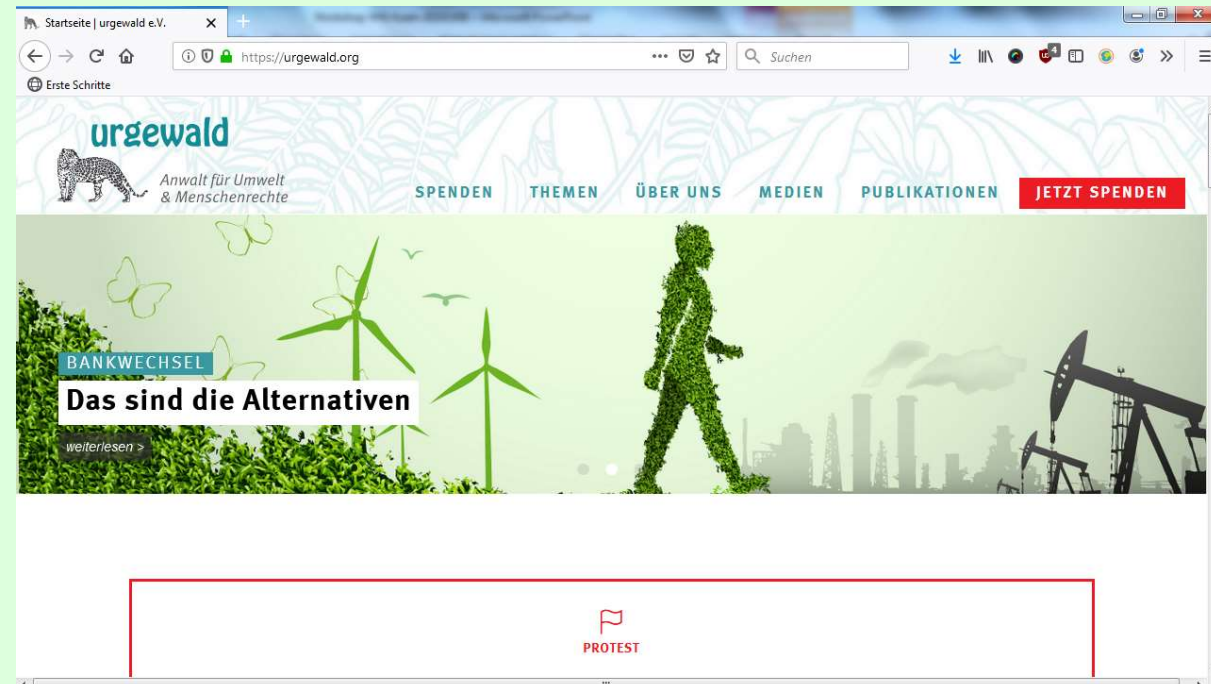 Startseite | urgewald e.V.
https://urgewald.org
Suchen
4
Erste Schritte
urgewald
Anwalt für Umwelt
& Menschenrechte
SPENDEN THEMEN ÜBER UNS MEDIEN PUBLIKATIONEN JETZT SPENDEN
BANKWECHSEL
Das sind die Alternativen
weiterlesen >
PROTEST